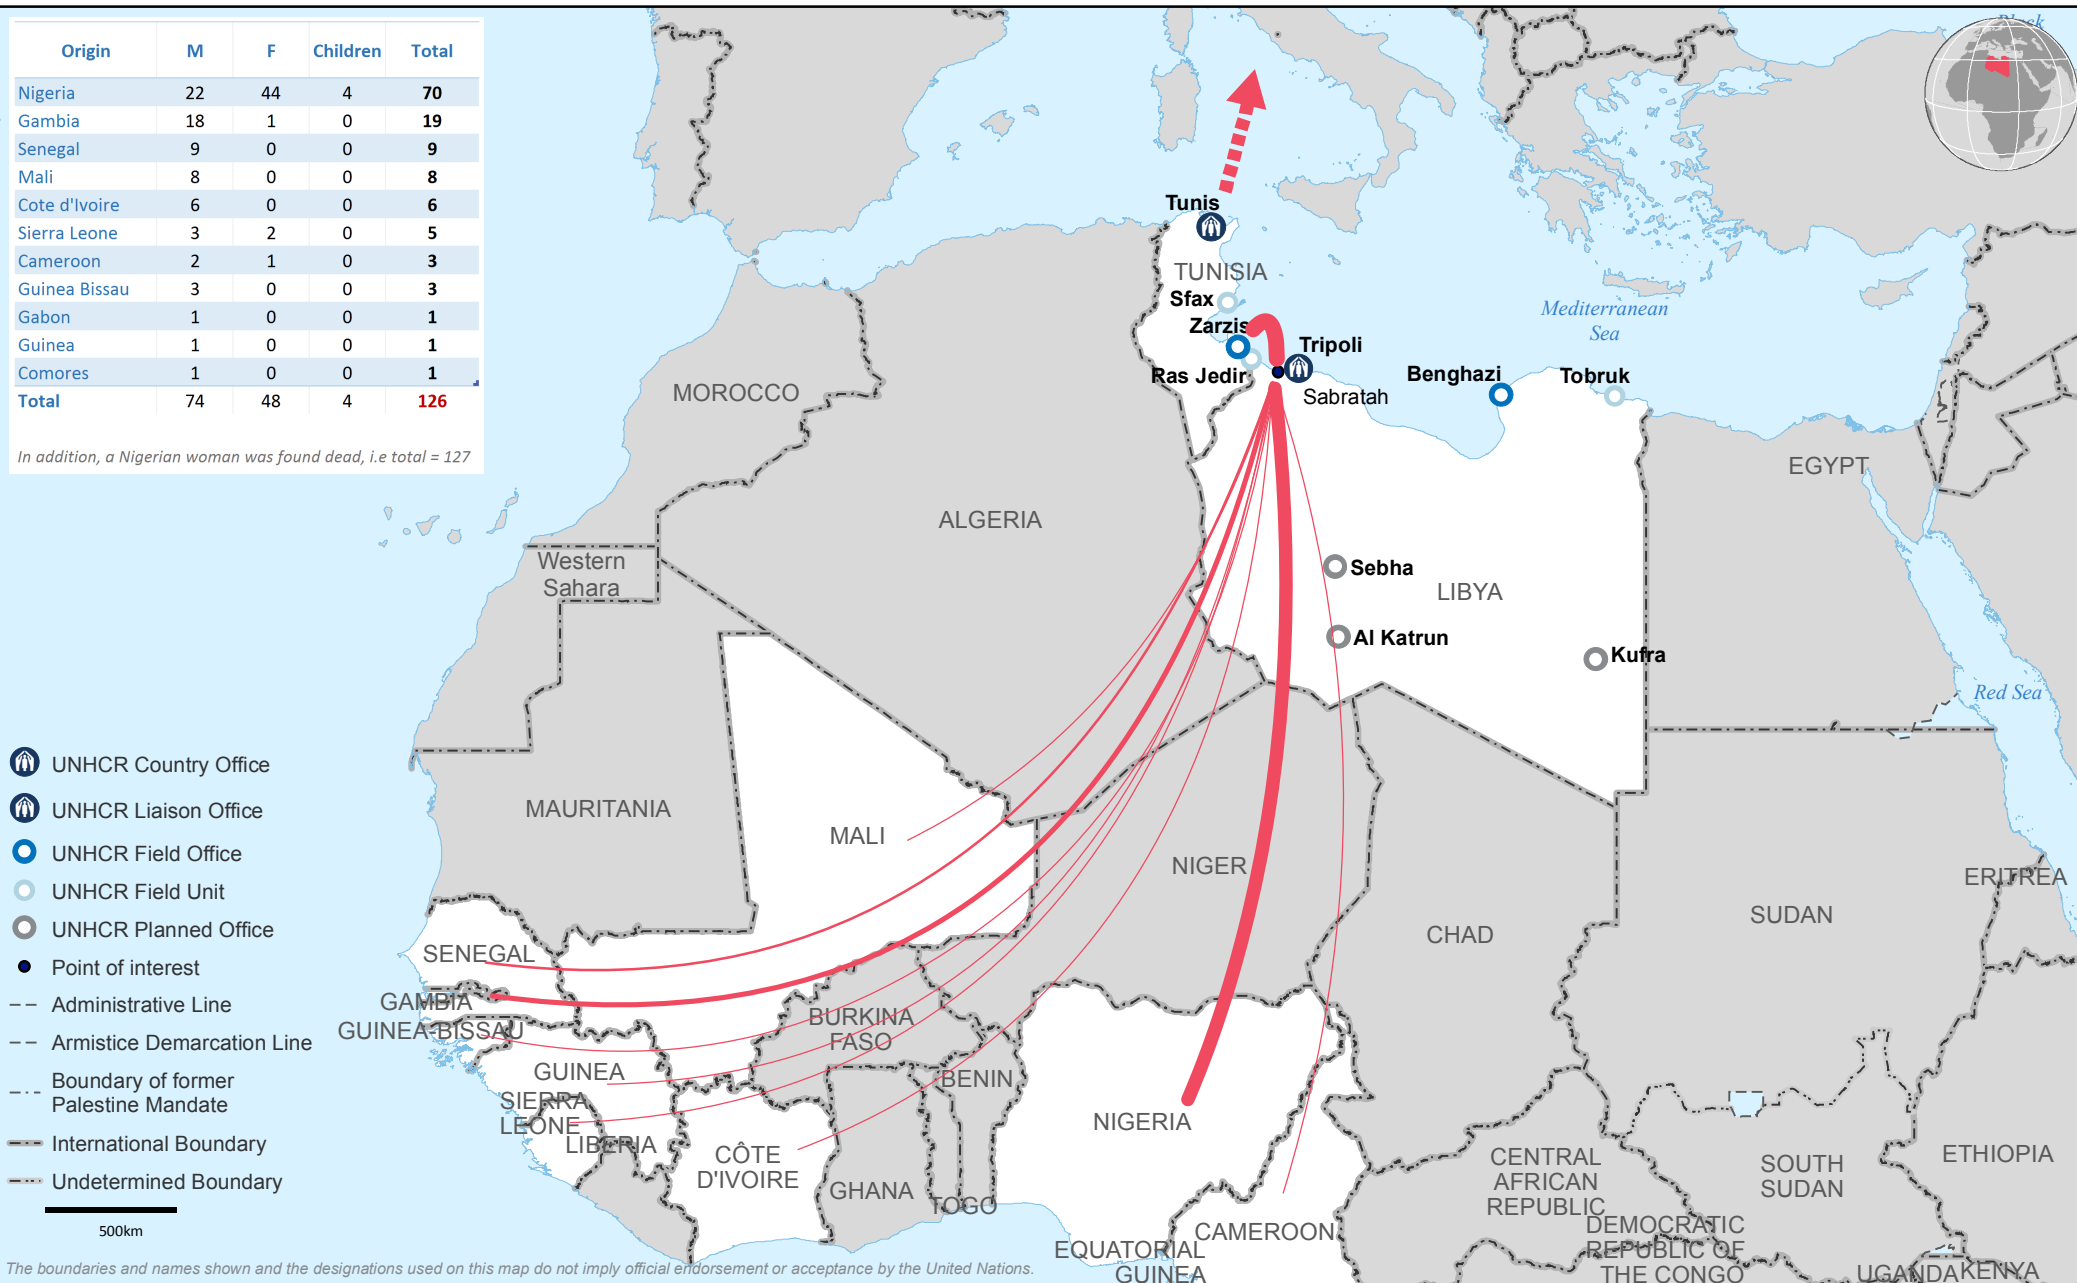 Origin M F Children Total
Nigeria 22 44 4 70
Gambia 18 1 0 19
Senegal 9 0 0 9
Mali 8 0 0 8
Cote d'Ivoire 6 0 0 6
Sierra Leone 3 2 0 5
Cameroon 2 1 0 3
Guinea Bissau 3 0 0 3
Gabon 1 0 0 1
Guinea 1 0 0 1
Comores 1 0 0 1
Total 74 48 4 126
In addition, a Nigerian woman was found dead, i.e total = 127
Black
Tunis
TUNISIA
Sfax
Zarzis
Ras Jedir
Tripoli
Sabratah
Benghazi
Tobruk
Mediterranean
Sea
MOROCCO
ALGERIA
EGYPT
Western
Sahara
Sebha
LIBYA
Al Katrun
Kufra
Red Sea
MAURITANIA
MALI
NIGER
CHAD
SUDAN
ERITREA
SENEGAL
GAMBIA
GUINEA-BISSAU
GUINEA
SIERRA
LEONE
LIBERIA
CÔTE
D'IVOIRE
BURKINA
FASO
GHANA
TOGO
BENIN
NIGERIA
CAMEROON
EQUATORIAL
GUINEA
CENTRAL
AFRICAN
REPUBLIC
SOUTH
SUDAN
ETHIOPIA
DEMOCRATIC
REPUBLIC OF
THE CONGO
UGANDA
KENYA
UNHCR Country Office
UNHCR Liaison Office
UNHCR Field Office
UNHCR Field Unit
UNHCR Planned Office
Point of interest
Administrative Line
Armistice Demarcation Line
Boundary of former
Palestine Mandate
International Boundary
Undetermined Boundary
500km
The boundaries and names shown and the designations used on this map do not imply official endorsement or acceptance by the United Nations.